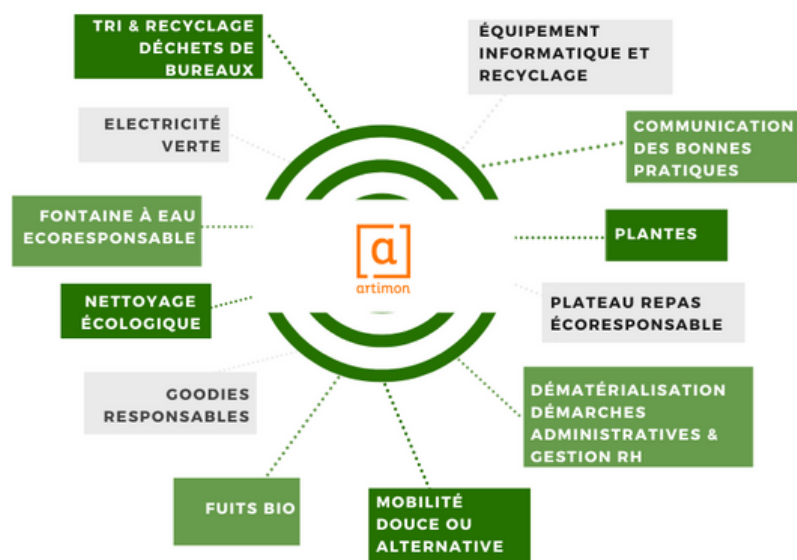 TRI & RECYCLAGE
DÉCHETS DE
BUREAUX
ÉQUIPEMENT
INFORMATIQUE ET
RECYCLAGE
ELECTRICITÉ
VERTE
COMMUNICATION
DES BONNES
PRATIQUES
FONTAINE À EAU
ECORESPONSABLE
a
artimon
PLANTES
NETTOYAGE
ÉCOLOGIQUE
PLATEAU REPAS
ÉCORESPONSABLE
GOODIES
RESPONSABLES
DÉMATÉRIALISATION
DÉMARCHES
ADMINISTRATIVES &
GESTION RH
FUITS BIO
MOBILITÉ
DOUCE OU
ALTERNATIVE